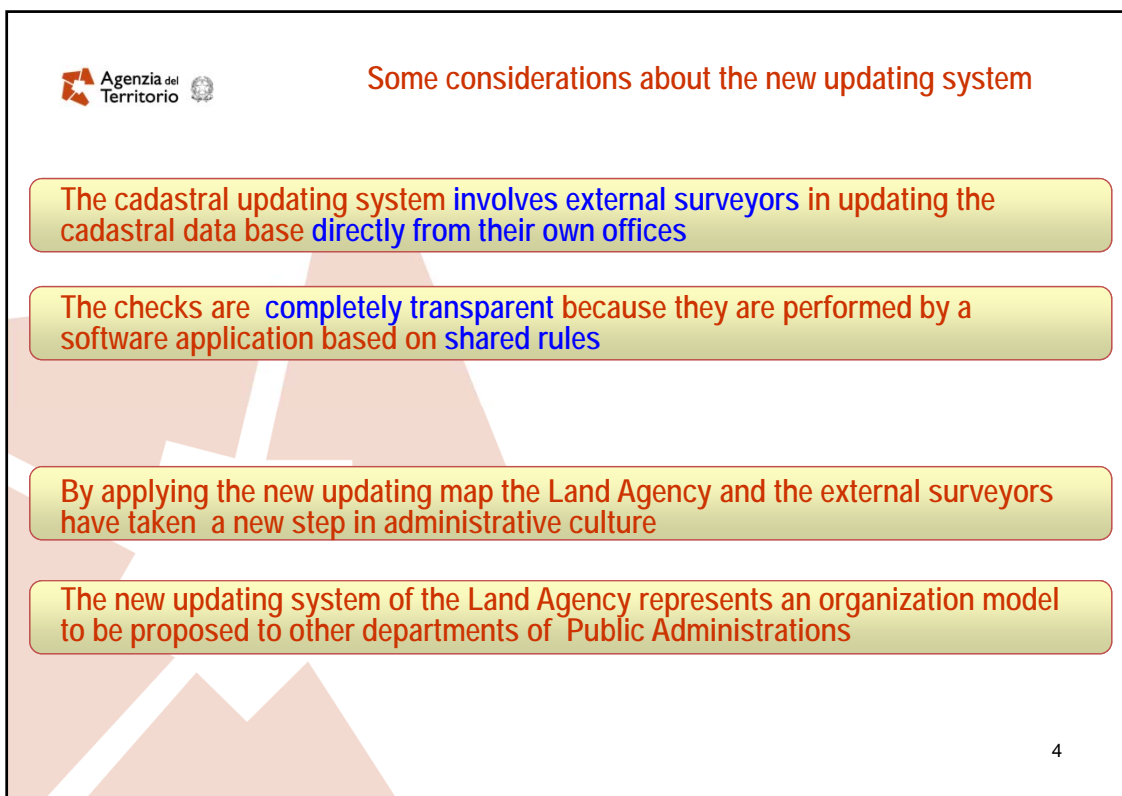 Agenzia del
Territorio
Some considerations about the new updating system
The cadastral updating system involves external surveyors in updating the
cadastral data base directly from their own offices
The checks are completely transparent because they are performed by a
software application based on shared rules
By applying the new updating map the Land Agency and the external surveyors
have taken a new step in administrative culture
The new updating system of the Land Agency represents an organization model
to be proposed to other departments of Public Administrations
4